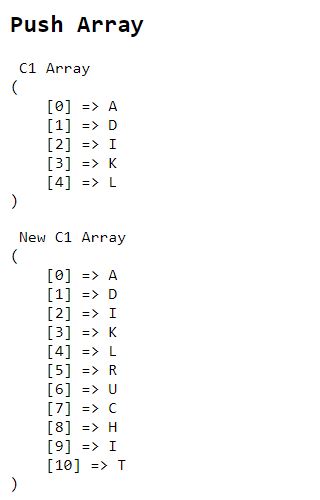 Push Array
C1 Array
(
[0] => A
[1] => D
[2] => I
[3] => K
[4] => L
)
New C1 Array
(
[0] => A
[1] => D
[2] => I
[3] => K
[4] => L
[5] => R
[6] => U
[7] => C
[8] => H
[9] => I
[10] => T
)